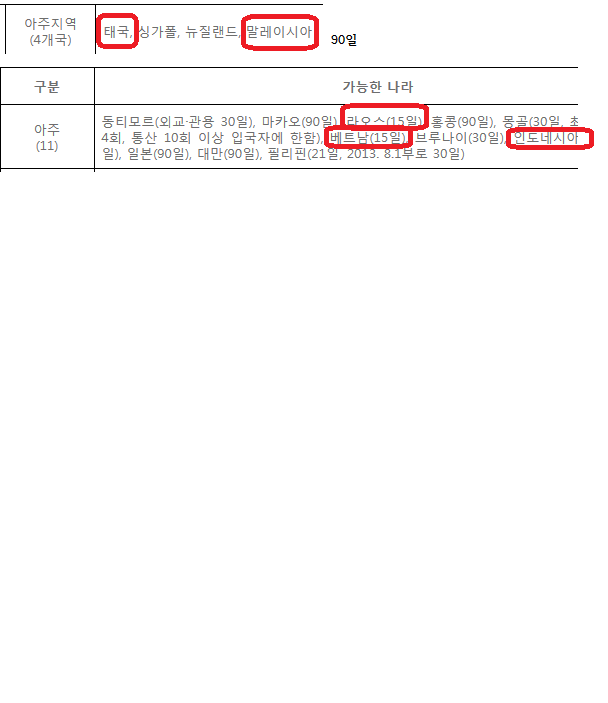 아주지역
(4개국)
태국, 싱가폴, 뉴질랜드, 말레이시아
90일
구분
가능한 나라
아주
(11)
동티모르(외교·관용 30일), 마카오(90일), 라오스(15일), 홍콩(90일), 몽골(30일, 최
4회, 통산 10회 이상 입국자에 한함), 베트남(15일), 브루나이(30일), 인도네시아
일), 일본(90일), 대만(90일), 필리핀(21일, 2013. 8.1부로 30일)